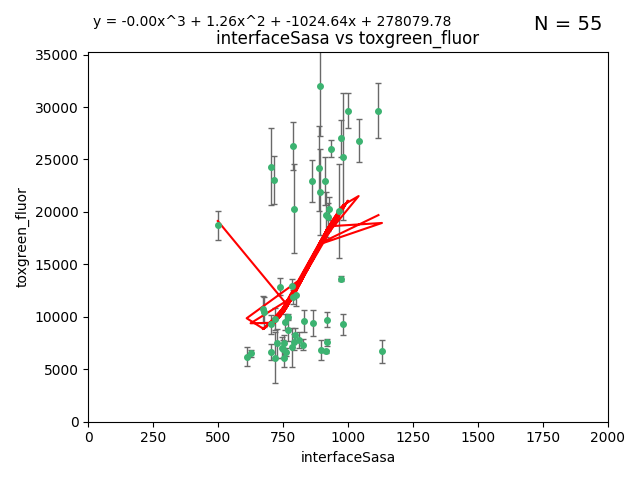 y = -0.00x^3 + 1.26x^2 + -1024.64x + 278079.78
N = 55
interfaceSasa vs toxgreen_fluor
35000
30000
25000
20000
15000
10000
5000
0
toxgreen_fluor
0 250 500 750 1000 1250 1500 1750 2000
interfaceSasa